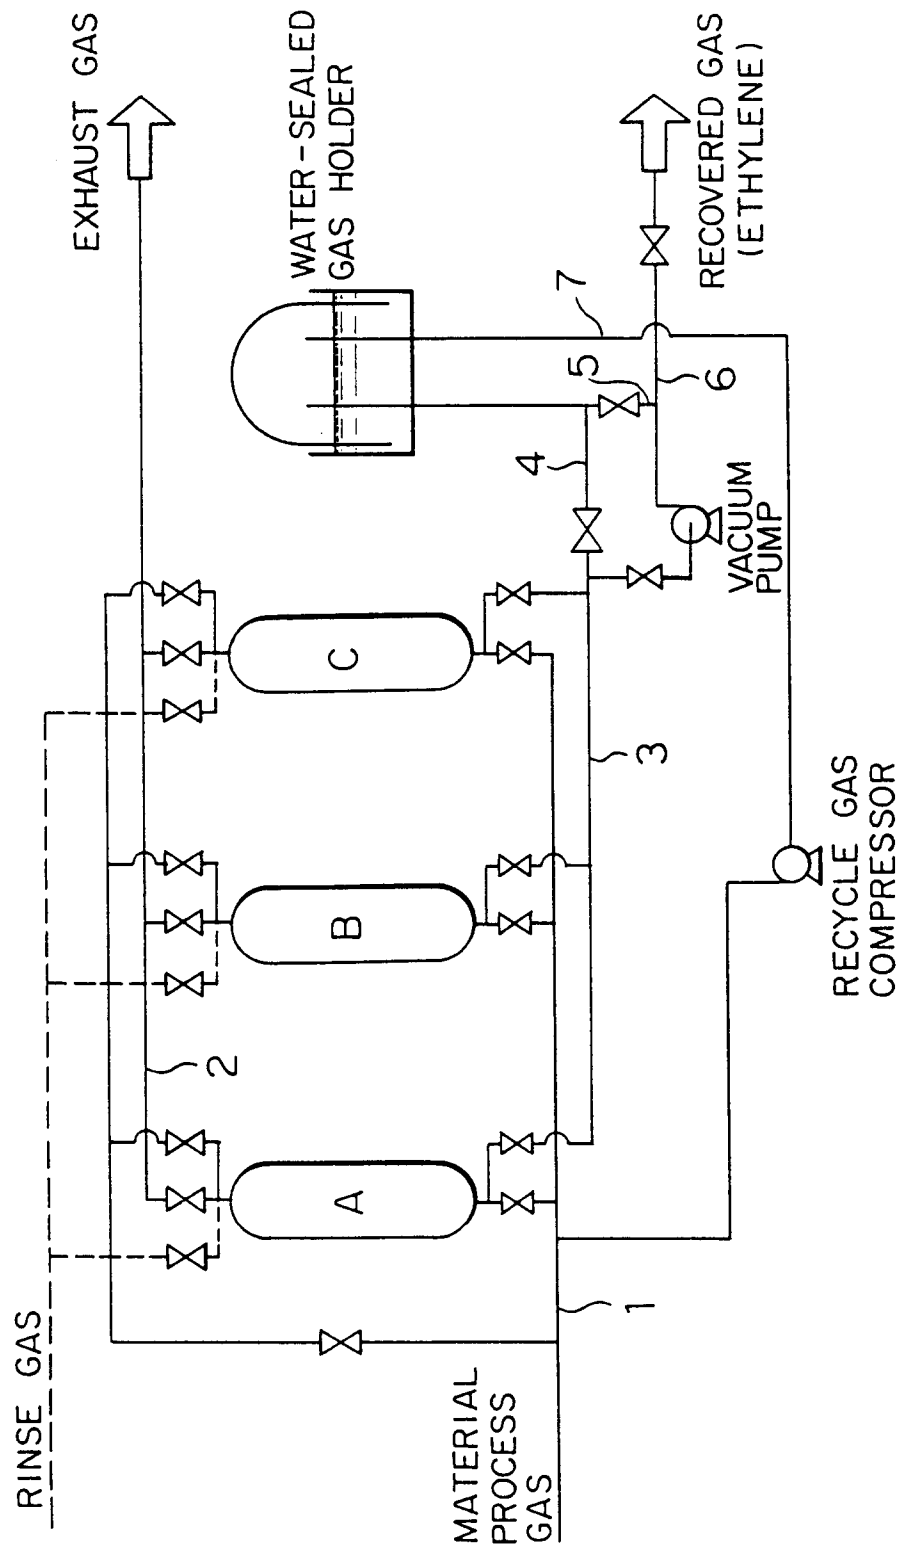 RINSE GAS
EXHAUST GAS
2
A
B
C
WATER-SEALED
GAS HOLDER
MATERIAL
PROCESS
GAS
1
3
4
5
6
7
VACUUM
PUMP
RECOVERED GAS
(ETHYLENE)
RECYCLE GAS
COMPRESSOR